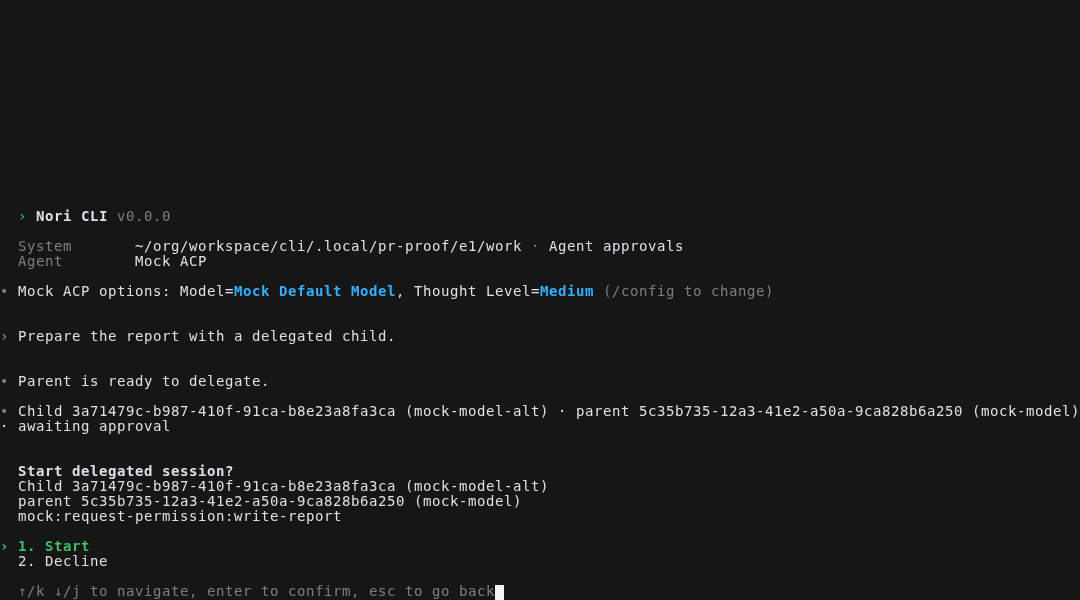 › Nori CLI v0.0.0
System ~/org/workspace/cli/.local/pr-proof/e1/work · Agent approvals
Agent Mock ACP
• Mock ACP options: Model=Mock Default Model, Thought Level=Medium (/config to change)
› Prepare the report with a delegated child.
• Parent is ready to delegate.
• Child 3a71479c-b987-410f-91ca-b8e23a8fa3ca (mock-model-alt) · parent 5c35b735-12a3-41e2-a50a-9ca828b6a250 (mock-model)
· awaiting approval
Start delegated session?
Child 3a71479c-b987-410f-91ca-b8e23a8fa3ca (mock-model-alt)
parent 5c35b735-12a3-41e2-a50a-9ca828b6a250 (mock-model)
mock:request-permission:write-report
› 1. Start
2. Decline
↑/k ↓/j to navigate, enter to confirm, esc to go back